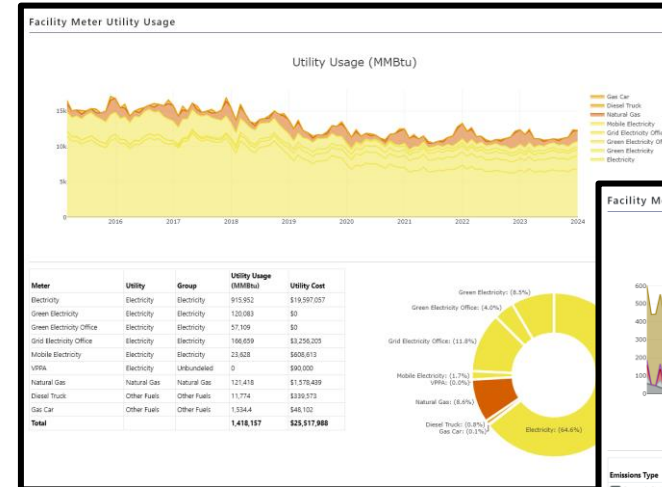 Facility Meter Utility Usage
Utility Usage (MMBtu)
15k
10k
5k
0
2016 2017 2018 2019 2020 2021 2022 2023 2024
Gas Car
Diesel Truck
Natural Gas
Mobile Electricity
Grid Electricity Offic
Green Electricity Of
Green Electricity
Electricity
Meter Utility Group Utility Usage (MMBtu) Utility Cost
Electricity Electricity Electricity 915,952 $19,597,057
Green Electricity Electricity Electricity 120,083 $0
Green Electricity Office Electricity Electricity 57,109 $0
Grid Electricity Office Electricity Electricity 166,659 $3,256,205
Mobile Electricity Electricity Electricity 23,628 $608,613
VPPA Electricity Unbundeled 0 $90,000
Natural Gas Natural Gas Natural Gas 121,418 $1,578,439
Diesel Truck Other Fuels Other Fuels 11,774 $339,573
Gas Car Other Fuels Other Fuels 1,534.4 $48,102
Total 1,418,157 $25,517,988
Green Electricity: (8.5%)
Green Electricity Office: (4.0%)
Grid Electricity Office: (11.8%)
Mobile Electricity: (1.7%)
VPPA: (0.0%)
Natural Gas: (8.6%)
Diesel Truck: (0.8%)
Gas Car: (0.1%)
Electricity: (64.6%)
Facility Me
600
500
400
300
200
100
0
Emissions Type